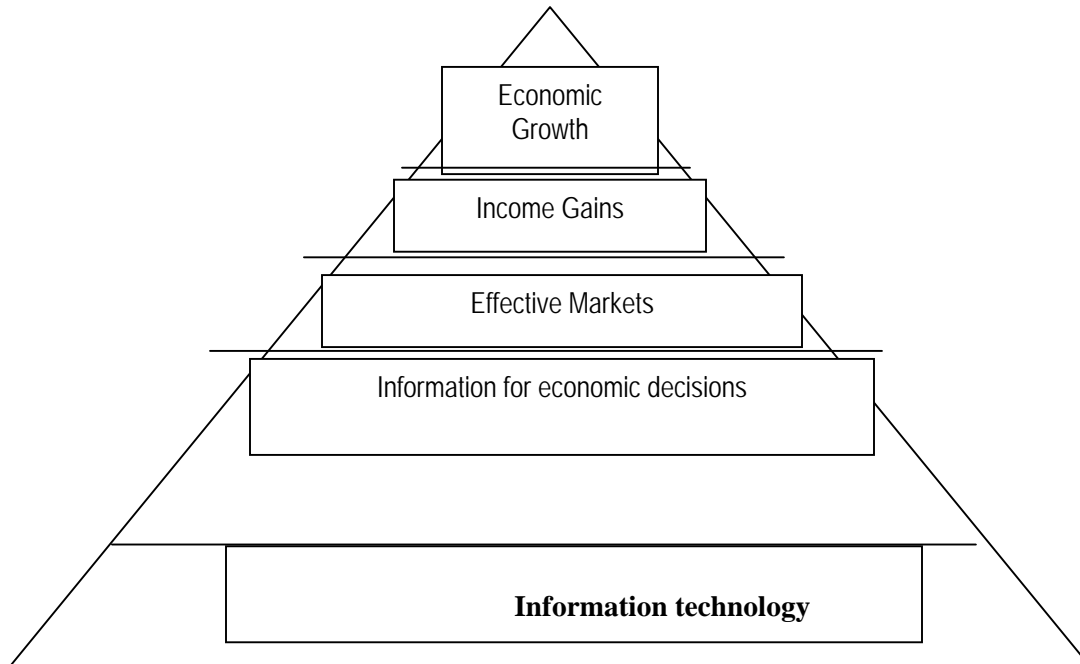 Economic
Growth
Income Gains
Effective Markets
Information for economic decisions
Information technology